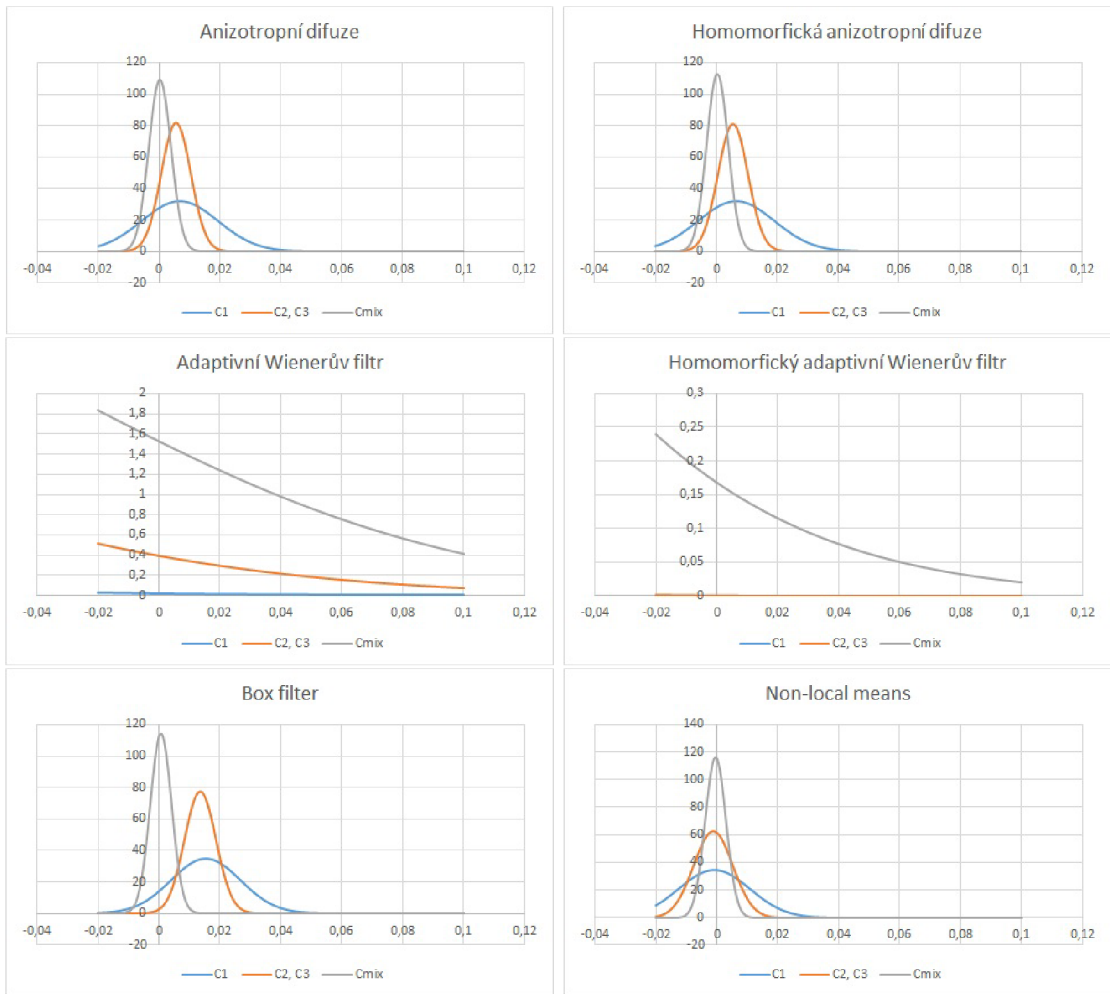 Anizotropní difuze
120
100
80
60
40
20
0
-20
-0,04 -0,02 0 0,02 0,04 0,06 0,08 0,1 0,12
C1 C2, C3 Cmix
Homomorfická anizotropní difuze
120
100
80
60
40
20
0
-20
-0,04 -0,02 0 0,02 0,04 0,06 0,08 0,1 0,12
C1 C2, C3 Cmix
Adaptivní Wienerův filtr
2
1,8
1,6
1,4
1,2
1
0,8
0,6
0,4
0,2
0
-0,04 -0,02 0 0,02 0,04 0,06 0,08 0,1 0,12
C1 C2, C3 Cmix
Homomorfický adaptivní Wienerův filtr
0,3
0,25
0,2
0,15
0,1
0,05
0
-0,04 -0,02 0 0,02 0,04 0,06 0,08 0,1 0,12
C1 C2, C3 Cmix
Box filter
120
100
80
60
40
20
0
-20
-0,04 -0,02 0 0,02 0,04 0,06 0,08 0,1 0,12
C1 C2, C3 Cmix
Non-local means
140
120
100
80
60
40
20
0
-20
-0,04 -0,02 0 0,02 0,04 0,06 0,08 0,1 0,12
C1 C2, C3 Cmix